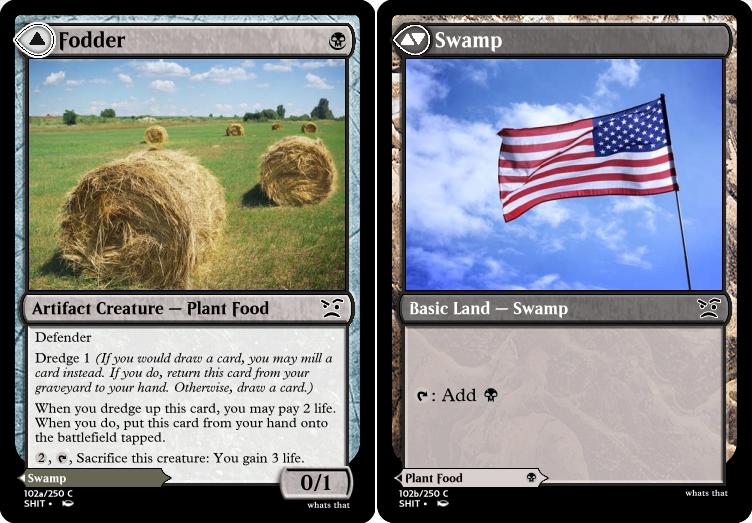 Fodder
Artifact Creature — Plant Food
Defender
Dredge 1 (If you would draw a card, you may mill a
card instead. If you do, return this card from your
graveyard to your hand. Otherwise, draw a card.)
When you dredge up this card, you may pay 2 life.
When you do, put this card from your hand onto
the battlefield tapped.
2, , Sacrifice this creature: You gain 3 life.
Swamp
0/1
102a/250 C
SHIT •
whats that
Swamp
Basic Land — Swamp
: Add
Plant Food
102b/250 C
SHIT •
whats that